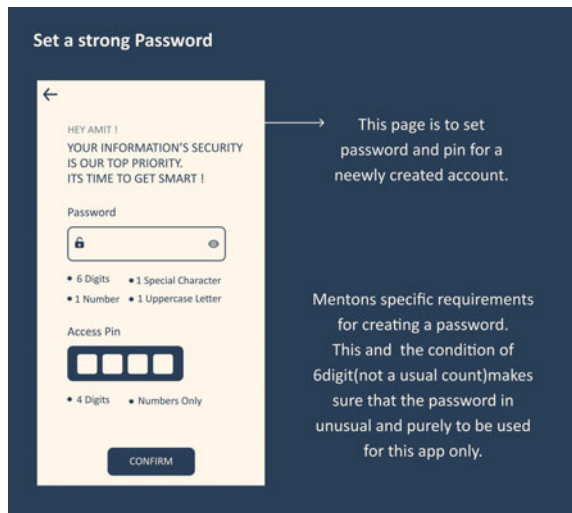 Set a strong Password
HEY AMIT !
YOUR INFORMATION'S SECURITY
IS OUR TOP PRIORITY.
ITS TIME TO GET SMART !
Password
• 6 Digits • 1 Special Character
• 1 Number • 1 Uppercase Letter
Access Pin
• 4 Digits • Numbers Only
CONFIRM
This page is to set
password and pin for a
neewly created account.
Mentons specific requirements
for creating a password.
This and the condition of
6digit(not a usual count)makes
sure that the password in
unusual and purely to be used
for this app only.